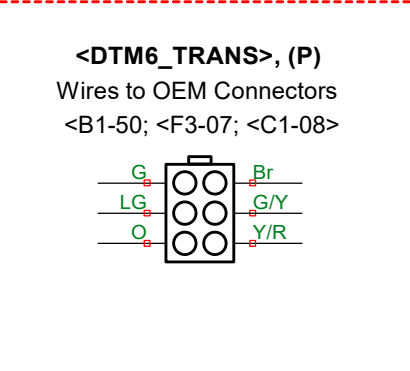 <DTM6_TRANS>, (P)
Wires to OEM Connectors
<B1-50; <F3-07; <C1-08>
G Br
LG G/Y
O Y/R